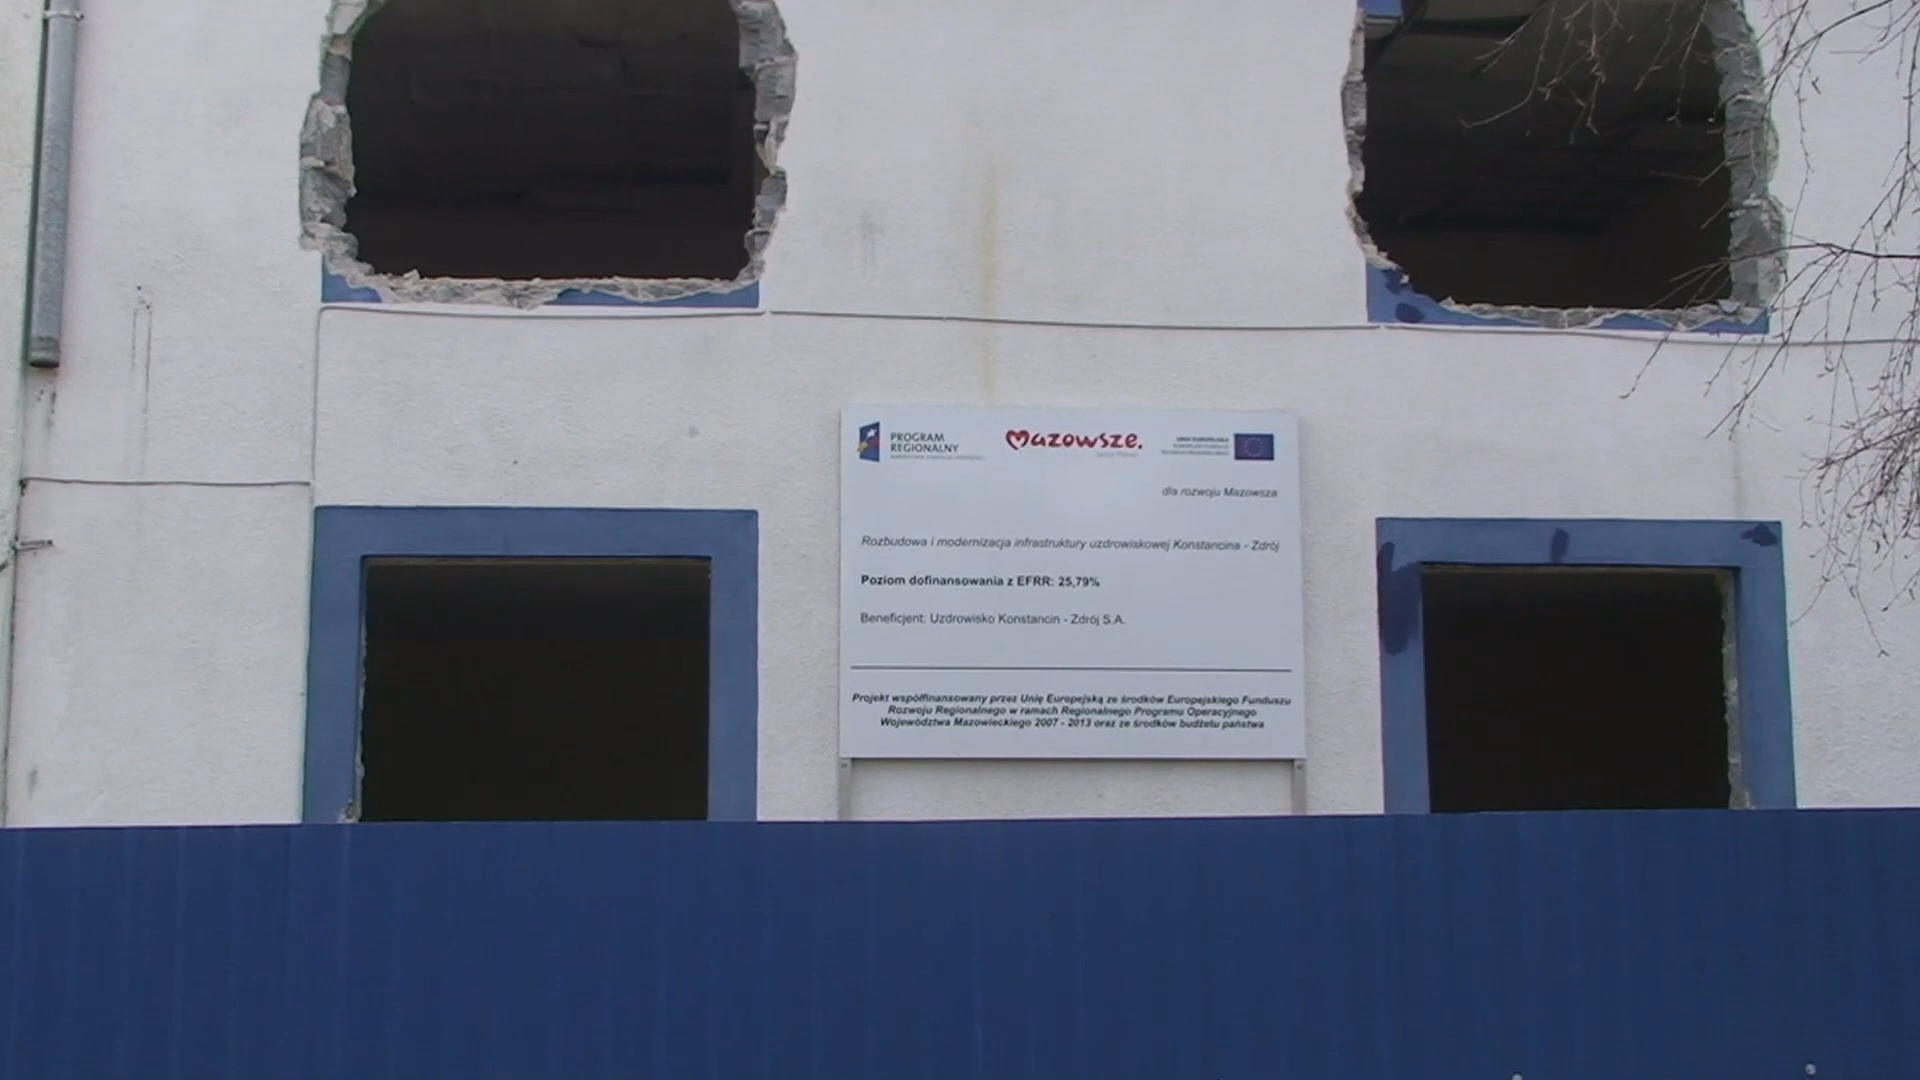 PROGRAM
REGIONALNY
mazowsze.
dla rozwoju Mazowsza
Rozbudowa i modernizacja infrastruktury uzdrowiskowej Konstancina - Zdrój
Poziom dofinansowania z EFRR: 25,79%
Beneficjent: Uzdrowisko Konstancin - Zdrój S.A.
Projekt współfinansowany przez Unię Europejską ze środków Europejskiego Funduszu
Rozwoju Regionalnego w ramach Regionalnego Programu Operacyjnego
Województwa Mazowieckiego 2007 - 2013 oraz ze środków budżetu państwa